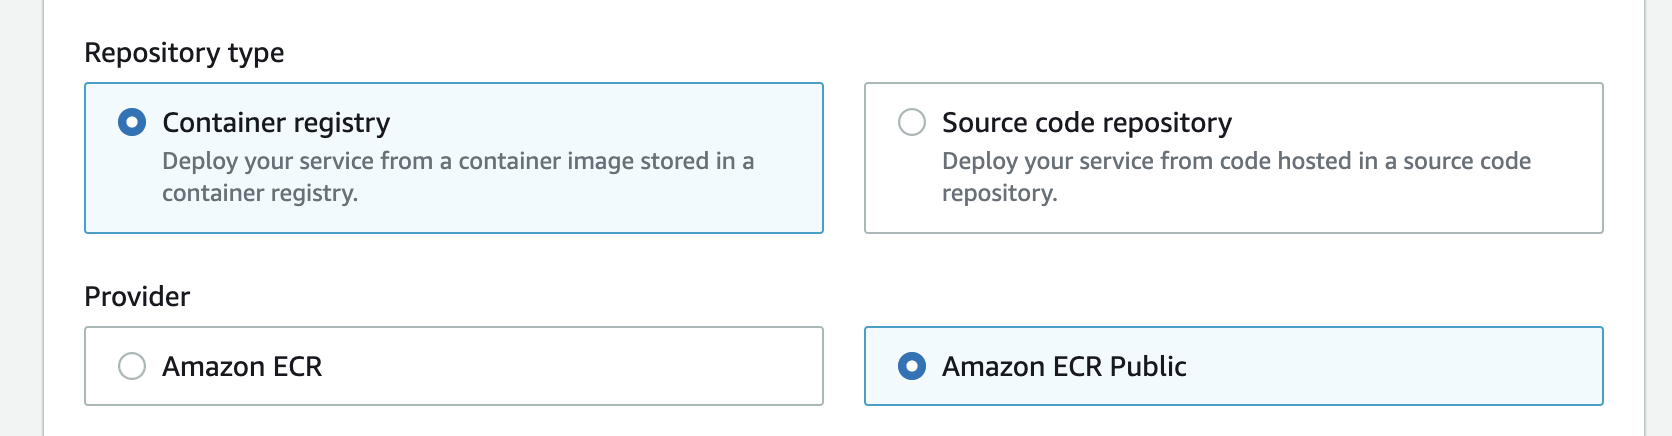 Repository type
Container registry
Deploy your service from a container image stored in a
container registry.
Source code repository
Deploy your service from code hosted in a source code
repository.
Provider
Amazon ECR
Amazon ECR Public